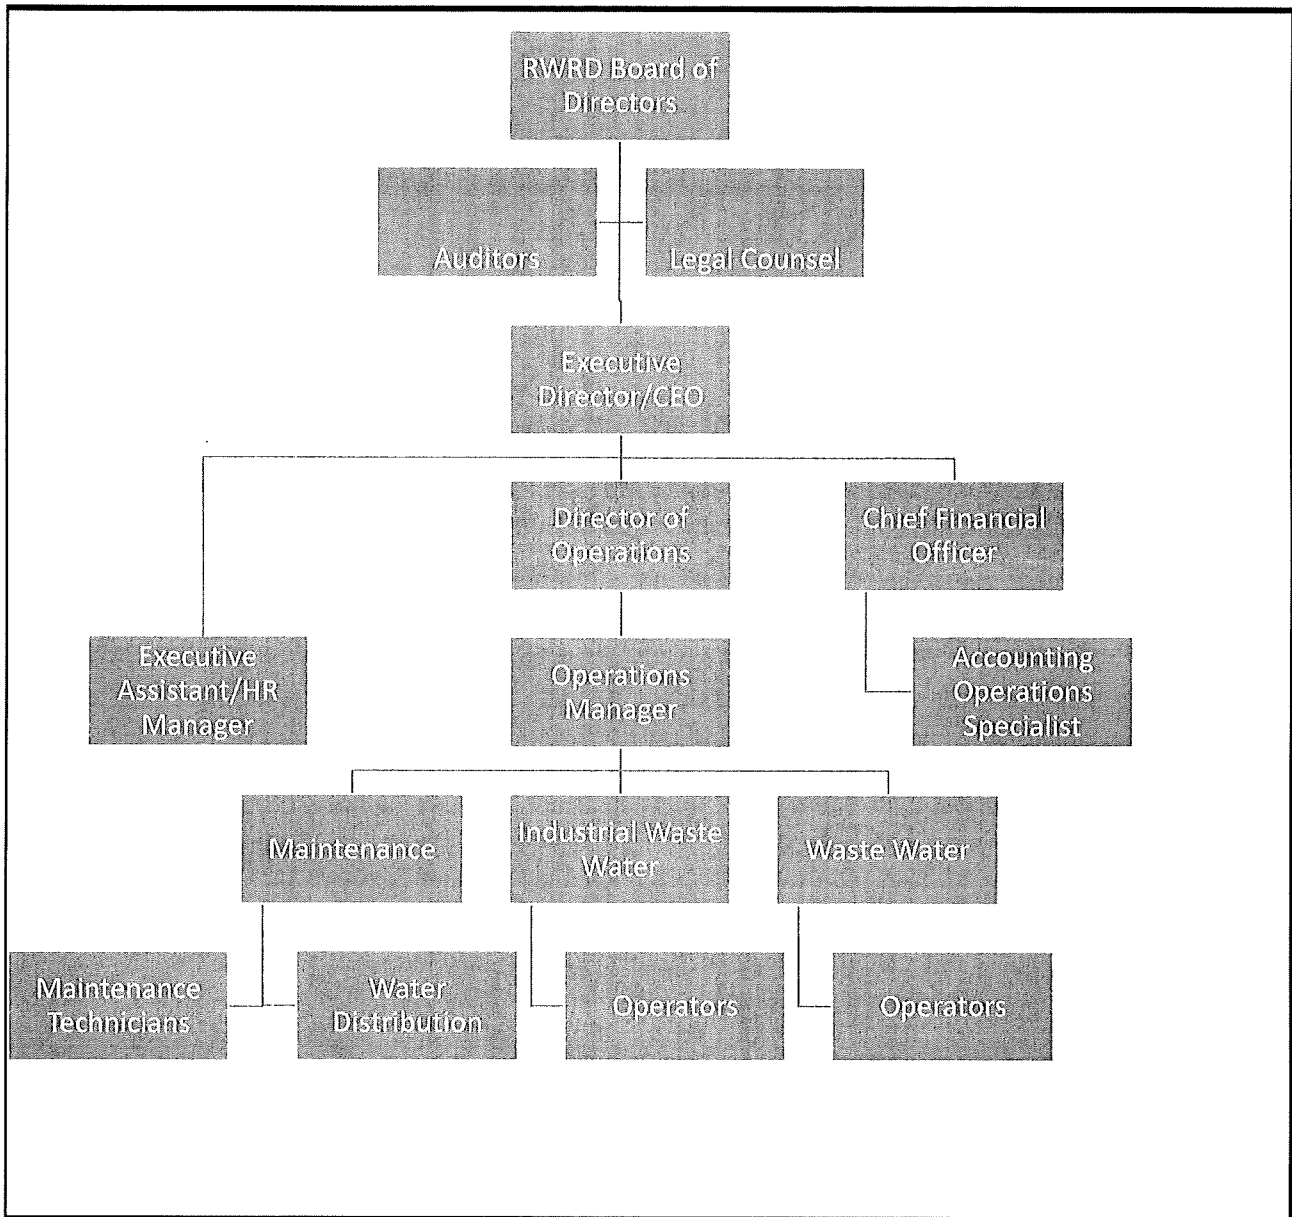 RWRD Board of
Directors
Auditors
Legal Counsel
Executive
Director/CEO
Director of
Operations
Chief Financial
Officer
Executive
Assistant/HR
Manager
Operations
Manager
Accounting
Operations
Specialist
Maintenance
Industrial Waste
Water
Waste Water
Maintenance
Technicians
Water
Distribution
Operators
Operators